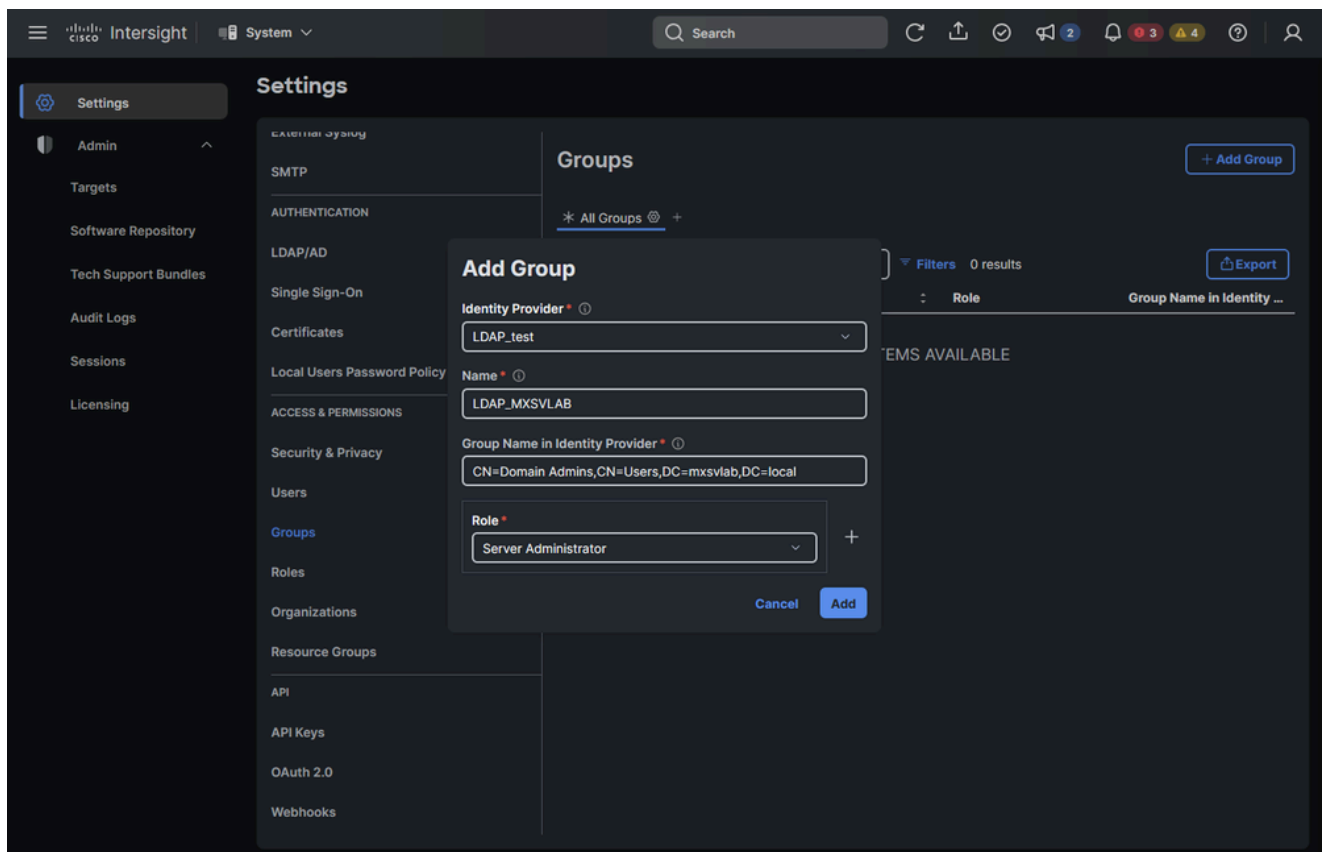 cisco Intersight
System
Search
2
3
4
Settings
Admin
Targets
Software Repository
Tech Support Bundles
Audit Logs
Sessions
Licensing
Settings
External Syslog
SMTP
AUTHENTICATION
LDAP/AD
Single Sign-On
Certificates
Local Users Password Policy
ACCESS & PERMISSIONS
Security & Privacy
Users
Groups
Roles
Organizations
Resource Groups
API
API Keys
OAuth 2.0
Webhooks
Groups
+ Add Group
All Groups
+
Filters 0 results
Export
Role
Group Name in Identity ...
EMS AVAILABLE
Add Group
Identity Provider *
LDAP_test
Name *
LDAP_MXSVLAB
Group Name in Identity Provider *
CN=Domain Admins,CN=Users,DC=mxsvlab,DC=local
Role *
Server Administrator
+
Cancel
Add